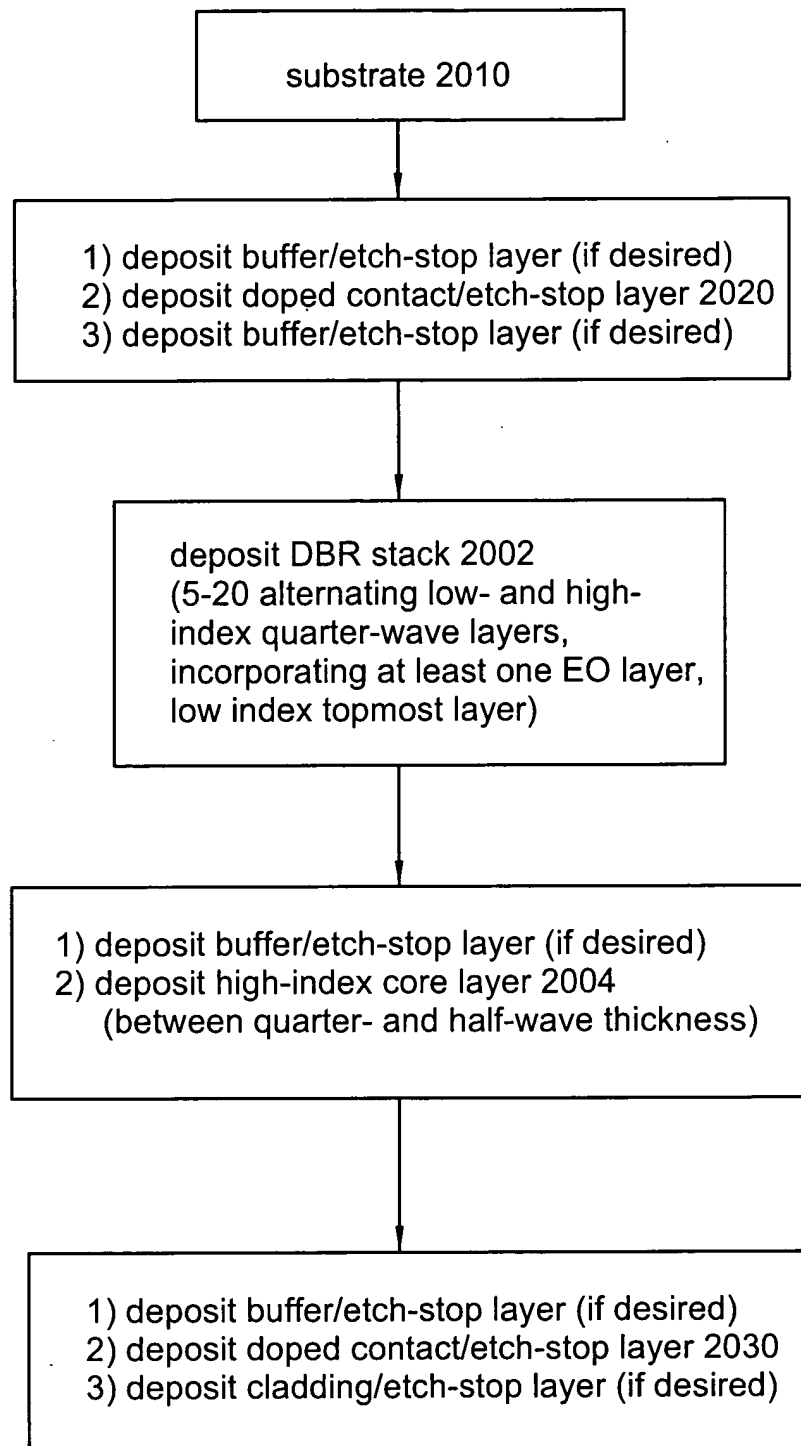 substrate 2010
1) deposit buffer/etch-stop layer (if desired)
2) deposit doped contact/etch-stop layer 2020
3) deposit buffer/etch-stop layer (if desired)
deposit DBR stack 2002
(5-20 alternating low- and high-
index quarter-wave layers,
incorporating at least one EO layer,
low index topmost layer)
1) deposit buffer/etch-stop layer (if desired)
2) deposit high-index core layer 2004
(between quarter- and half-wave thickness)
1) deposit buffer/etch-stop layer (if desired)
2) deposit doped contact/etch-stop layer 2030
3) deposit cladding/etch-stop layer (if desired)